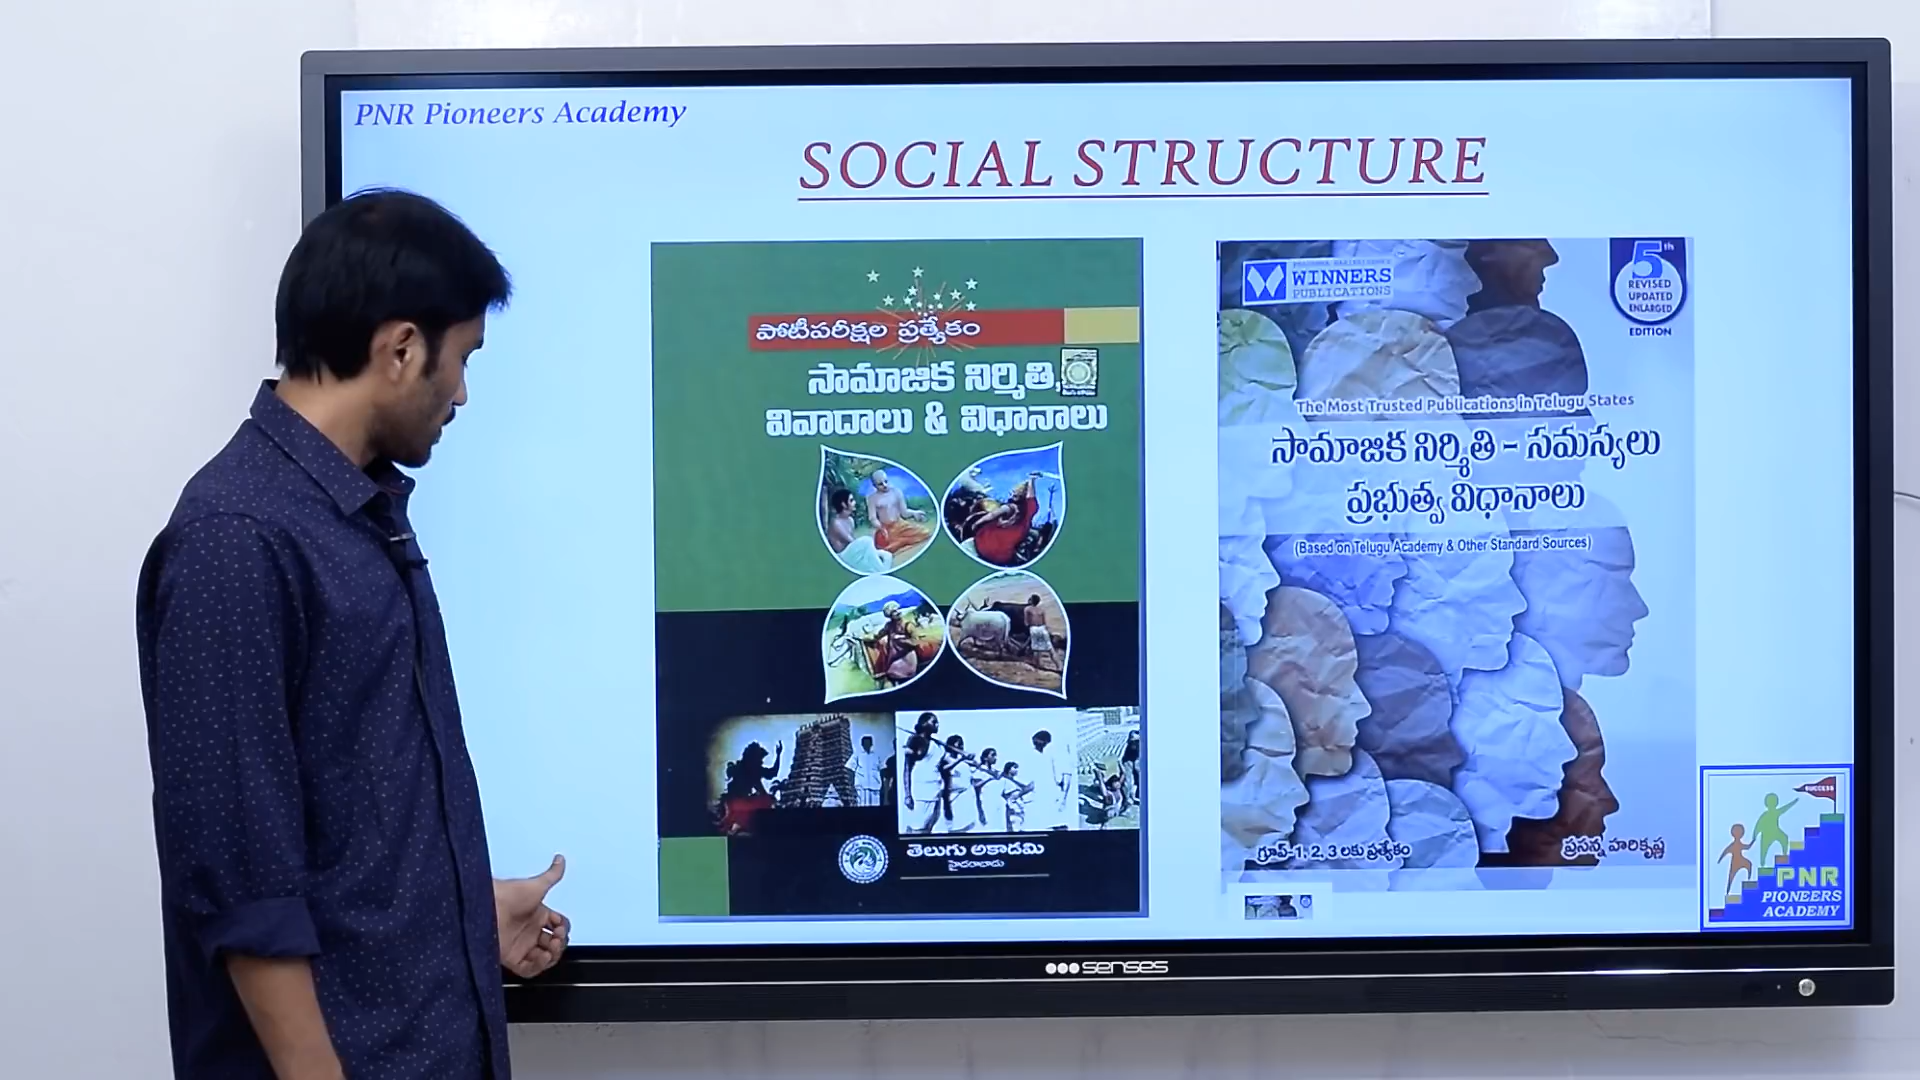 PNR Pioneers Academy
SOCIAL STRUCTURE
పోటీపరీక్షల ప్రత్యేకం
సామాజిక నిర్మితి,
వివాదాలు & విధానాలు
తెలుగు అకాడమి
హైదరాబాదు
WINNERS
PUBLICATIONS
5th
REVISED
UPDATED
ENLARGED
EDITION
The Most Trusted Publications in Telugu States
సామాజిక నిర్మితి - సమస్యలు
ప్రభుత్వ విధానాలు
(Based on Telugu Academy & Other Standard Sources)
గ్రూప్-1, 2, 3 లకు ప్రత్యేకం
ప్రసన్న హరికృష్ణ
SUCCESS
PNR
PIONEERS
ACADEMY
senses